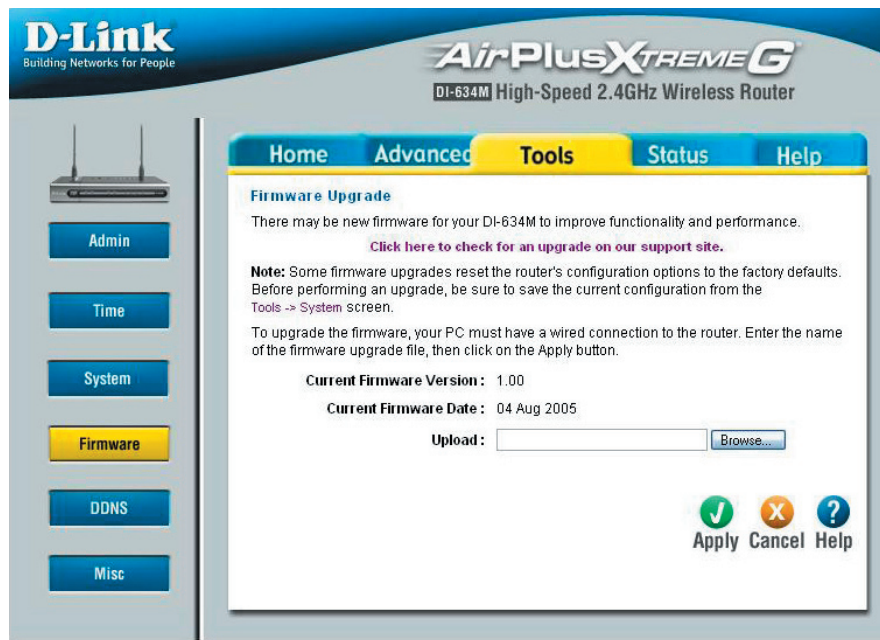 D-Link
Building Networks for People
AirPlusXTREMEG
DI-634M High-Speed 2.4GHz Wireless Router
Home Advanced Tools Status Help
Admin
Time
System
Firmware
DDNS
Misc
Firmware Upgrade
There may be new firmware for your DI-634M to improve functionality and performance.
Click here to check for an upgrade on our support site.
Note: Some firmware upgrades reset the router's configuration options to the factory defaults.
Before performing an upgrade, be sure to save the current configuration from the
Tools -> System screen.
To upgrade the firmware, your PC must have a wired connection to the router. Enter the name
of the firmware upgrade file, then click on the Apply button.
Current Firmware Version : 1.00
Current Firmware Date : 04 Aug 2005
Upload : Browse...
Apply Cancel Help